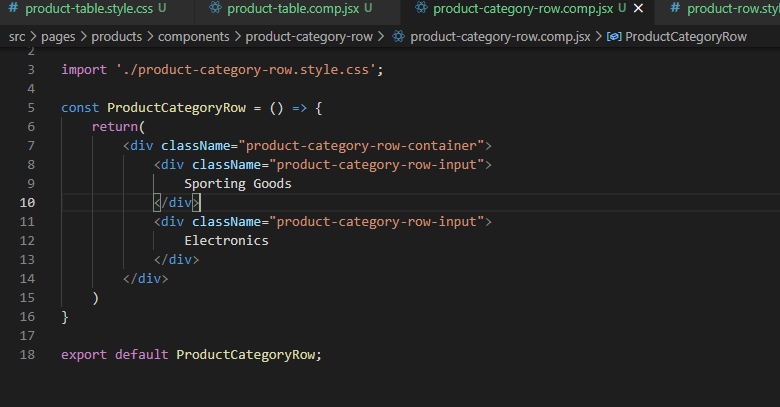 # product-table.style.css U product-table.comp.jsx U product-category-row.comp.jsx U × # product-row.sty
src > pages > products > components > product-category-row > product-category-row.comp.jsx > ProductCategoryRow
2
3 import './product-category-row.style.css';
4
5 const ProductCategoryRow = () => {
6 return(
7 <div className="product-category-row-container">
8 <div className="product-category-row-input">
9 Sporting Goods
10 </div>
11 <div className="product-category-row-input">
12 Electronics
13 </div>
14 </div>
15 )
16 }
17
18 export default ProductCategoryRow;